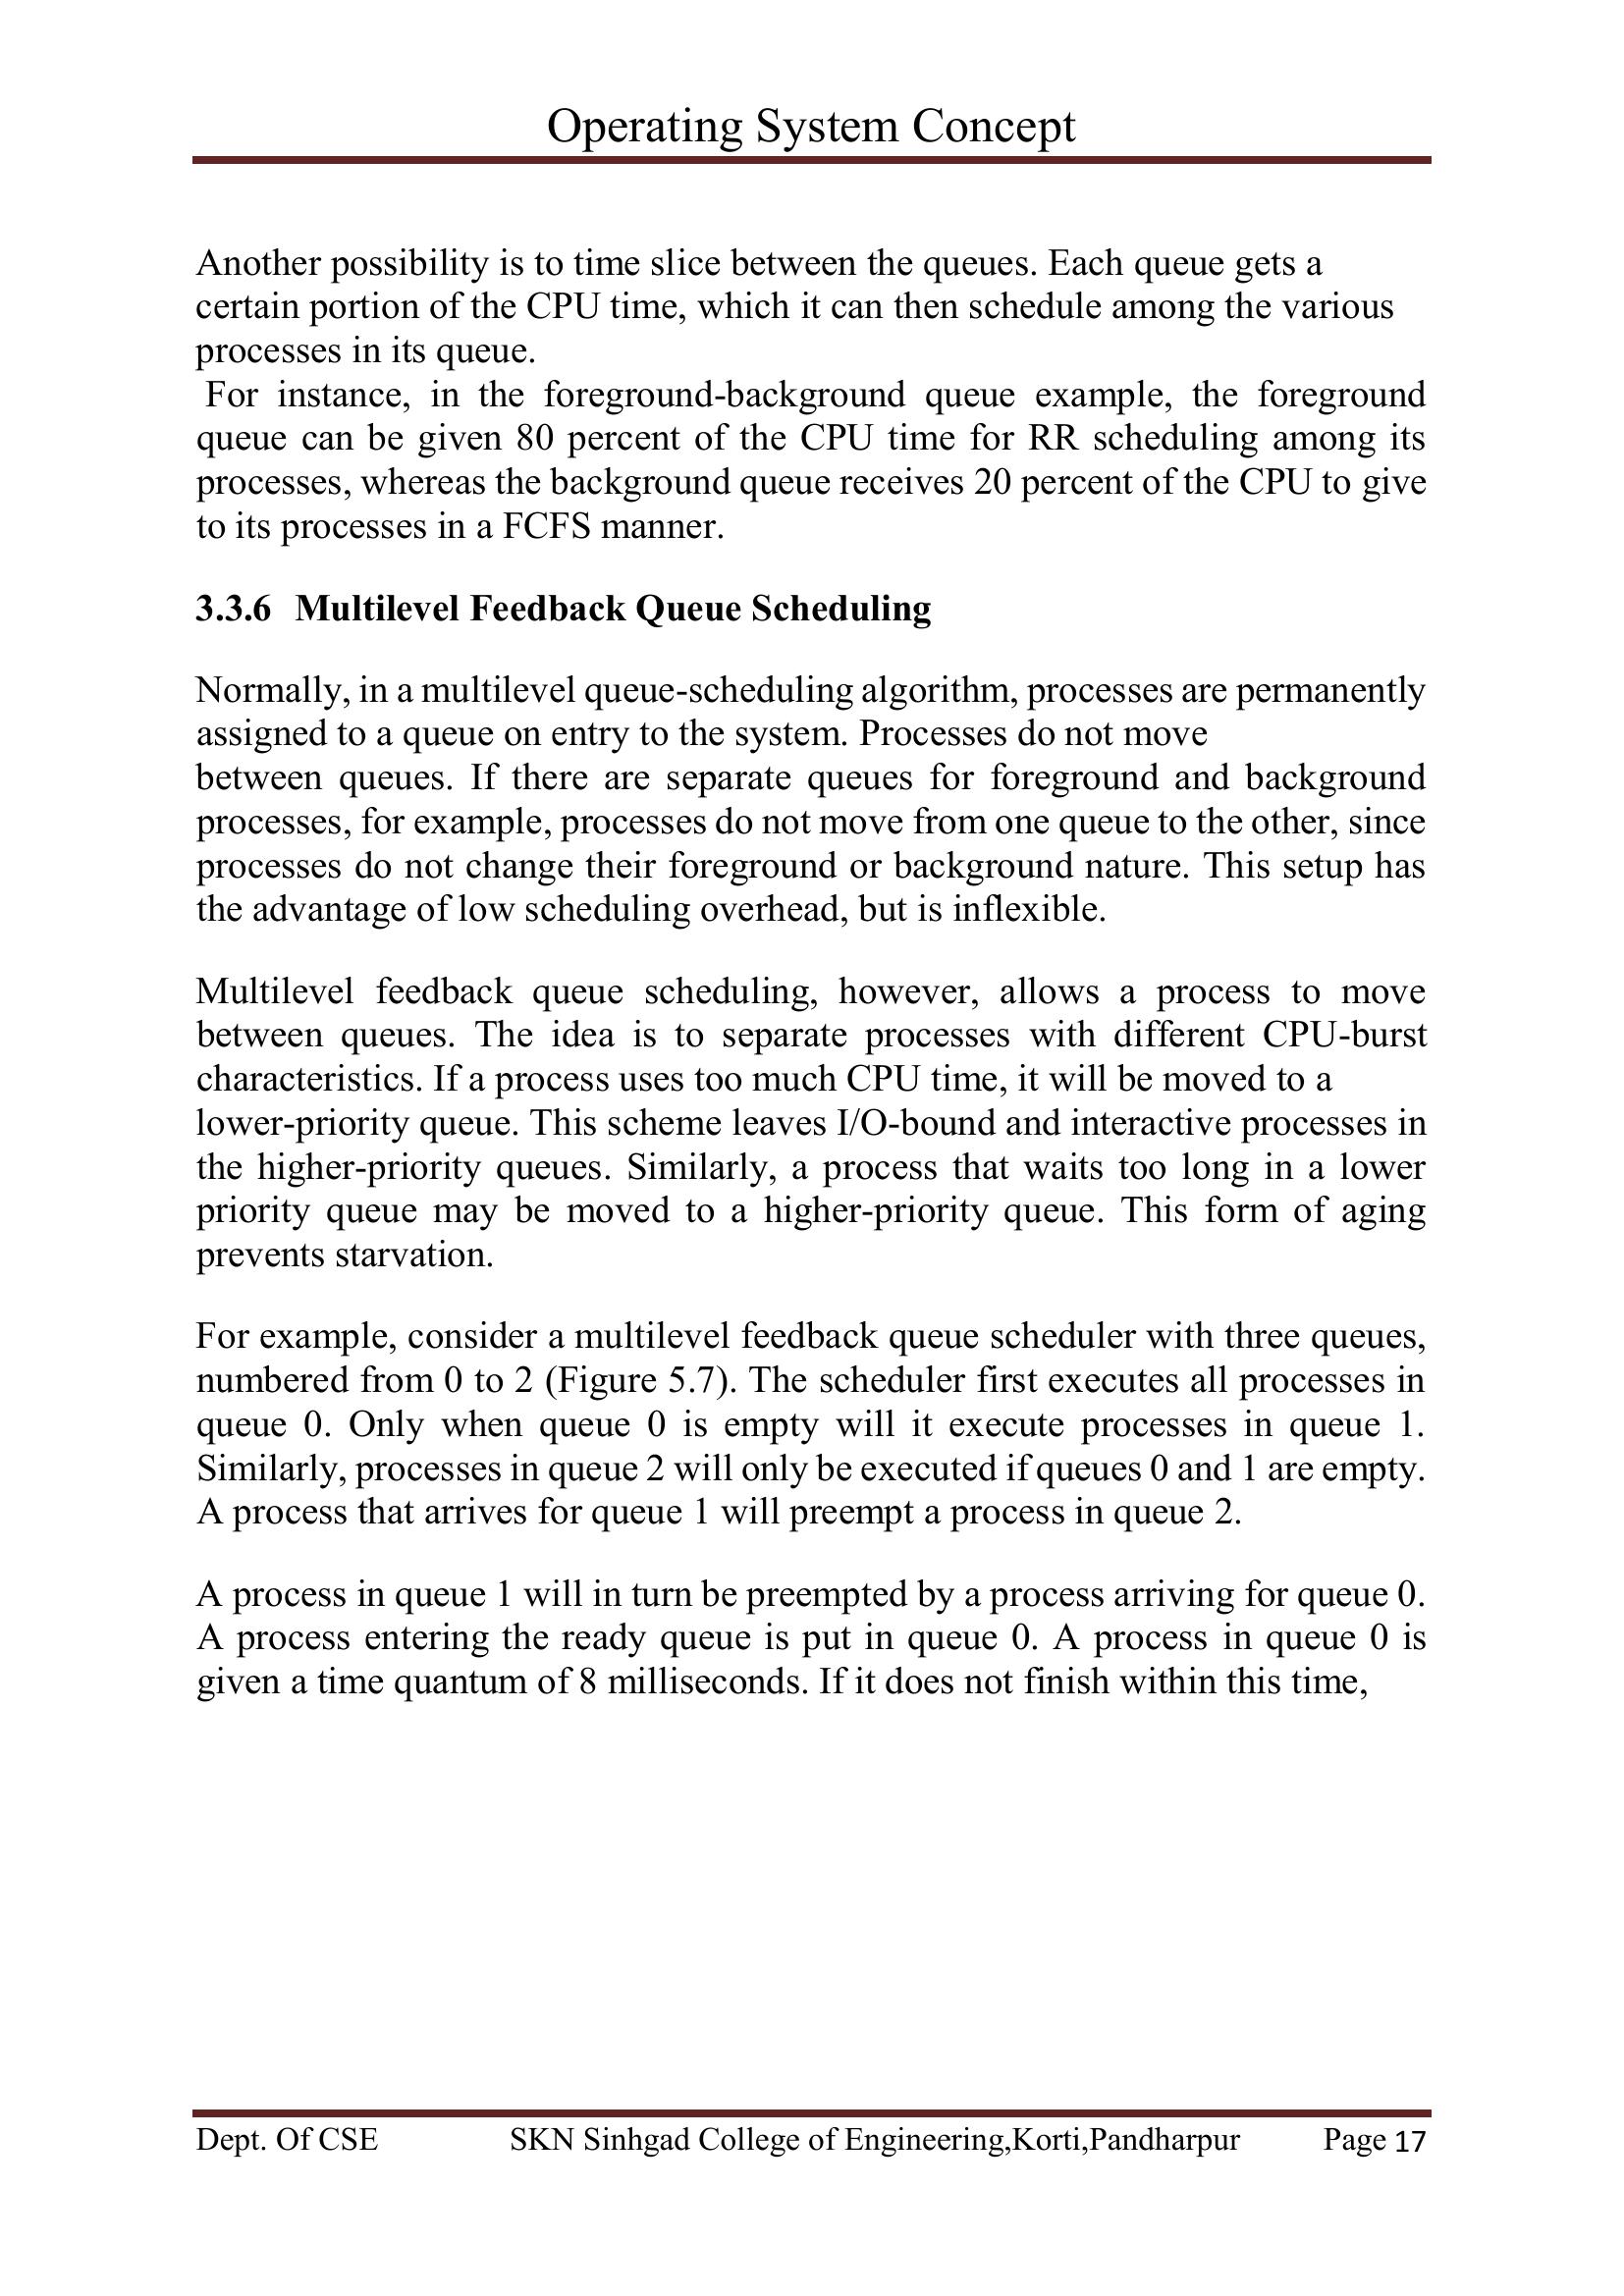 Operating System Concept
Another possibility is to time slice between the queues. Each queue gets a
certain portion of the CPU time, which it can then schedule among the various
processes in its queue.
For instance, in the foreground-background queue example, the foreground
queue can be given 80 percent of the CPU time for RR scheduling among its
processes, whereas the background queue receives 20 percent of the CPU to give
to its processes in a FCFS manner.
3.3.6 Multilevel Feedback Queue Scheduling
Normally, in a multilevel queue-scheduling algorithm, processes are permanently
assigned to a queue on entry to the system. Processes do not move
between queues. If there are separate queues for foreground and background
processes, for example, processes do not move from one queue to the other, since
processes do not change their foreground or background nature. This setup has
the advantage of low scheduling overhead, but is inflexible.
Multilevel feedback queue scheduling, however, allows a process to move
between queues. The idea is to separate processes with different CPU-burst
characteristics. If a process uses too much CPU time, it will be moved to a
lower-priority queue. This scheme leaves I/O-bound and interactive processes in
the higher-priority queues. Similarly, a process that waits too long in a lower
priority queue may be moved to a higher-priority queue. This form of aging
prevents starvation.
For example, consider a multilevel feedback queue scheduler with three queues,
numbered from 0 to 2 (Figure 5.7). The scheduler first executes all processes in
queue 0. Only when queue 0 is empty will it execute processes in queue 1.
Similarly, processes in queue 2 will only be executed if queues 0 and 1 are empty.
A process that arrives for queue 1 will preempt a process in queue 2.
A process in queue 1 will in turn be preempted by a process arriving for queue 0.
A process entering the ready queue is put in queue 0. A process in queue 0 is
given a time quantum of 8 milliseconds. If it does not finish within this time,
Dept. Of CSE SKN Sinhgad College of Engineering,Korti,Pandharpur Page 17